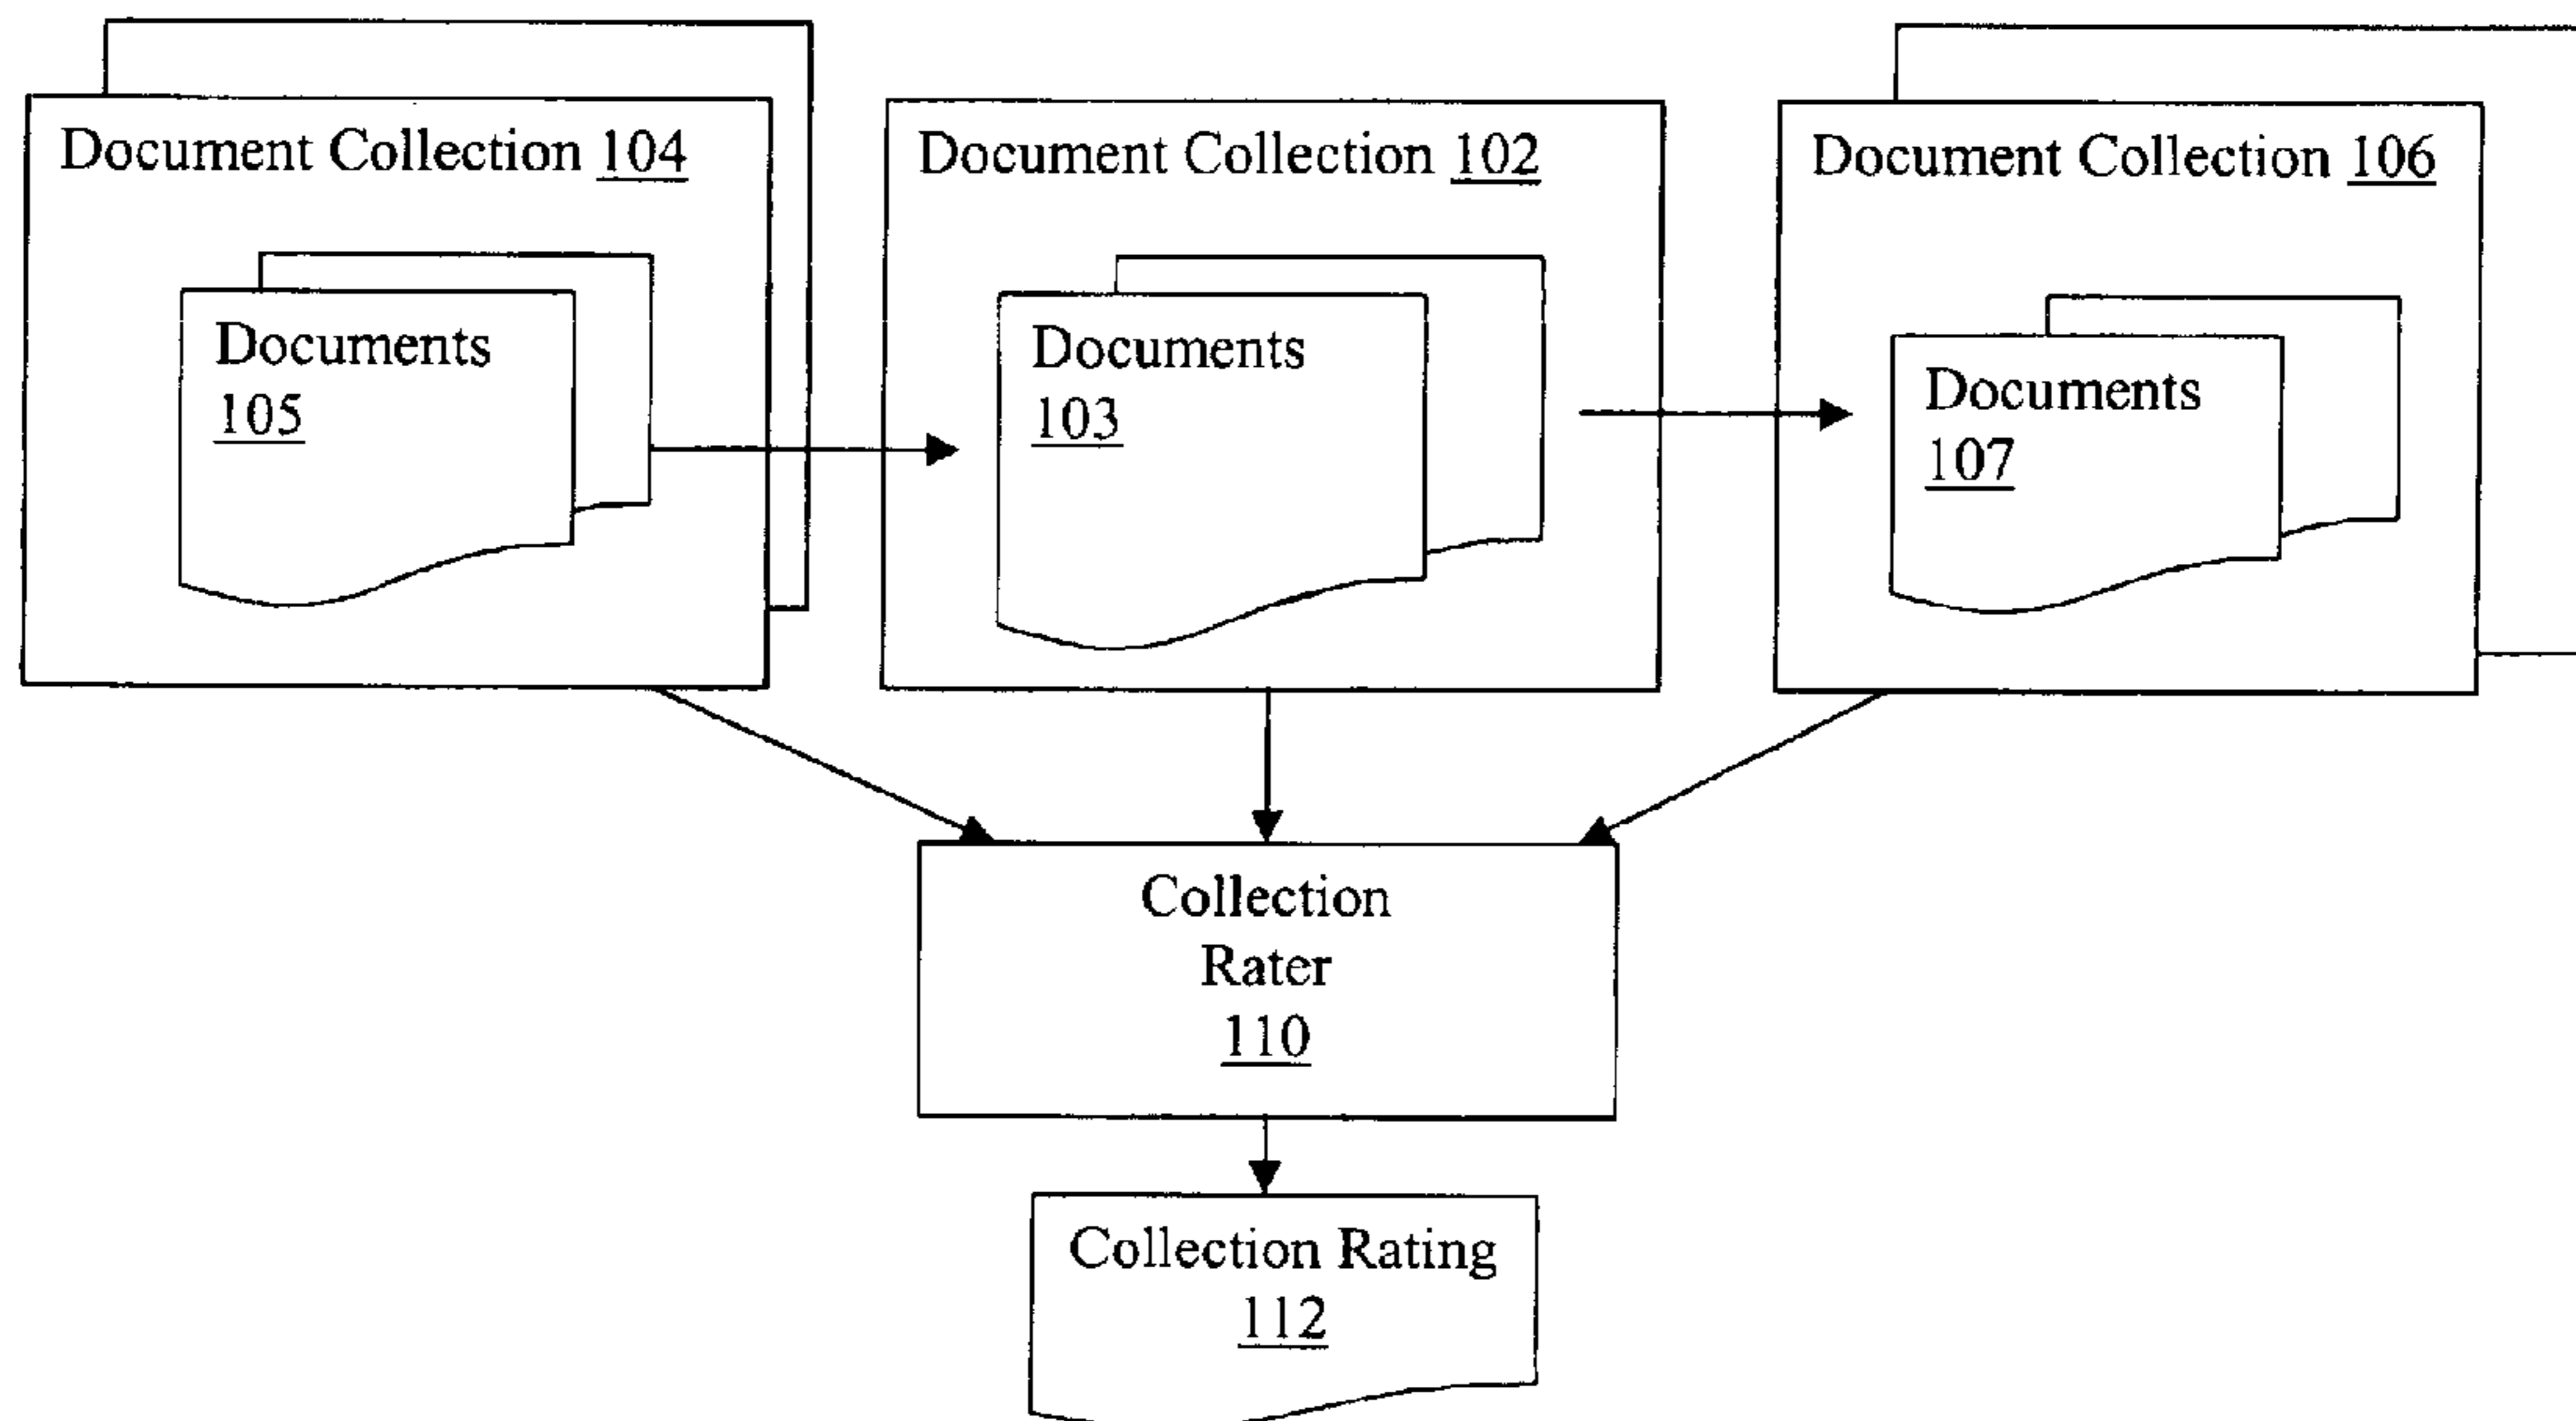 Document Collection 104
Documents
105
Document Collection 102
Documents
103
Document Collection 106
Documents
107
Collection
Rater
110
Collection Rating
112